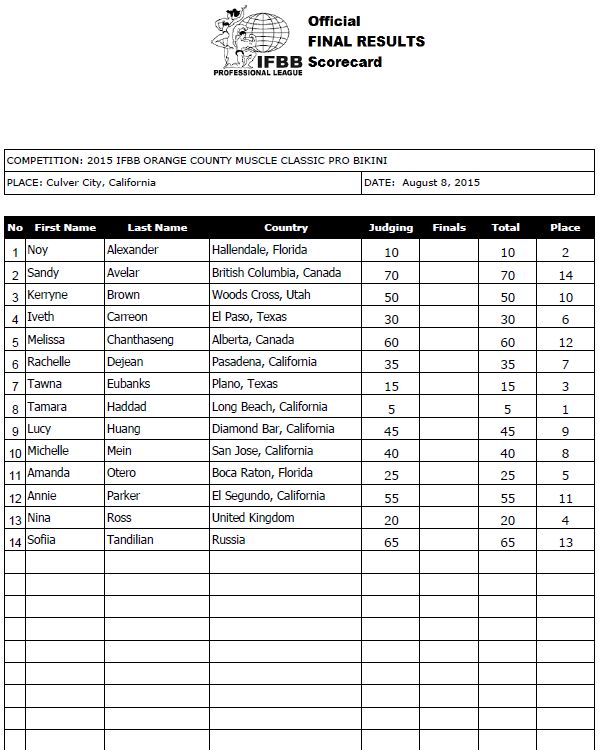 Official
FINAL RESULTS
Scorecard
IFBB
PROFESSIONAL LEAGUE
COMPETITION: 2015 IFBB ORANGE COUNTY MUSCLE CLASSIC PRO BIKINI
PLACE: Culver City, California DATE: August 8, 2015
No First Name Last Name Country Judging Finals Total Place
1 Noy Alexander Hallendale, Florida 10 10 2
2 Sandy Avelar British Columbia, Canada 70 70 14
3 Kerryne Brown Woods Cross, Utah 50 50 10
4 Iveth Carreon El Paso, Texas 30 30 6
5 Melissa Chanthaseng Alberta, Canada 60 60 12
6 Rachelle Dejean Pasadena, California 35 35 7
7 Tawna Eubanks Plano, Texas 15 15 3
8 Tamara Haddad Long Beach, California 5 5 1
9 Lucy Huang Diamond Bar, California 45 45 9
10 Michelle Mein San Jose, California 40 40 8
11 Amanda Otero Boca Raton, Florida 25 25 5
12 Annie Parker El Segundo, California 55 55 11
13 Nina Ross United Kingdom 20 20 4
14 Sofiia Tandilian Russia 65 65 13